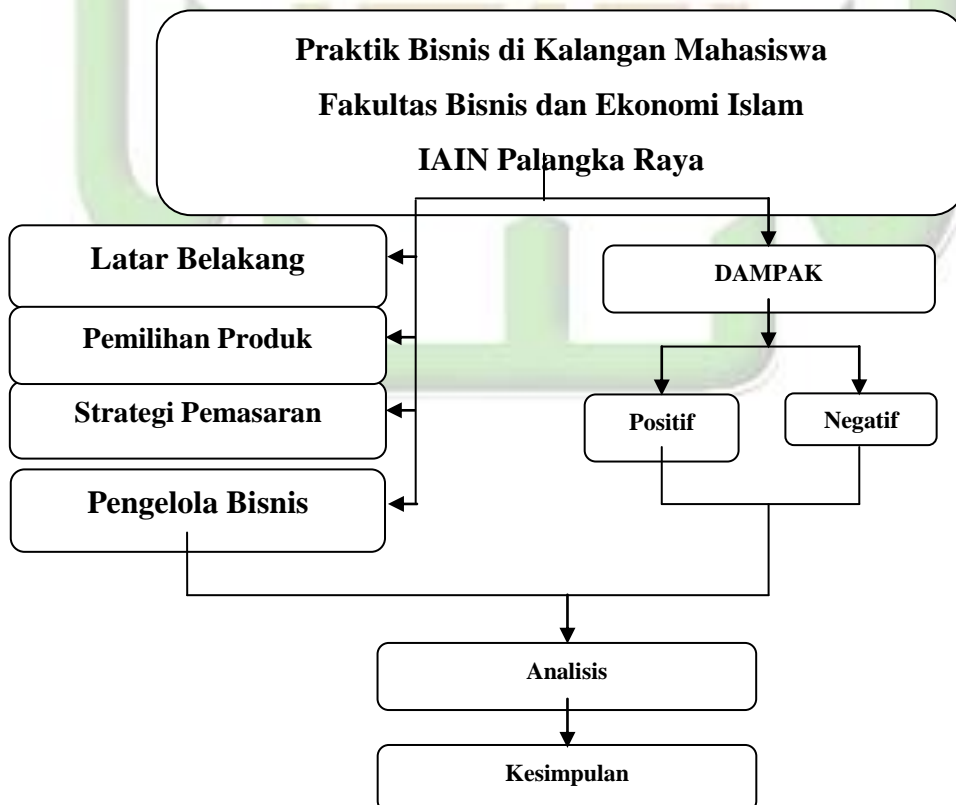 Praktik Bisnis di Kalangan Mahasiswa
Fakultas Bisnis dan Ekonomi Islam
IAIN Palangka Raya
Latar Belakang
Pemilihan Produk
Strategi Pemasaran
Pengelola Bisnis
DAMPAK
Positif
Negatif
Analisis
Kesimpulan